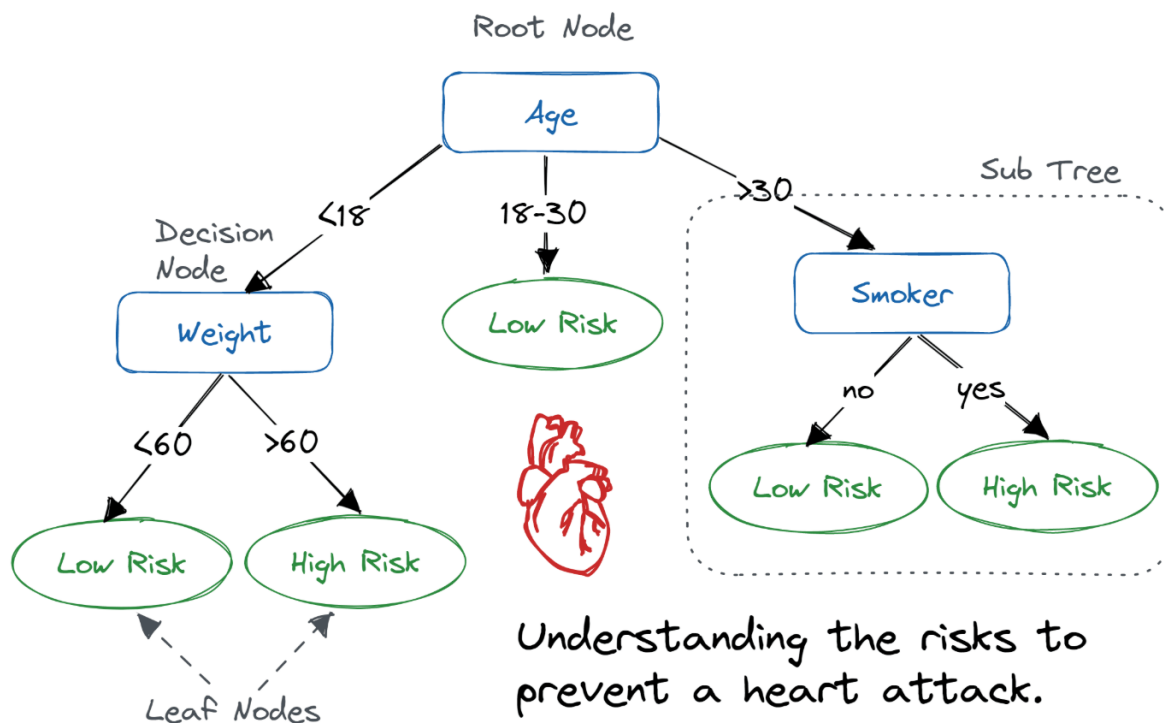 Root Node
Age
Sub Tree
<18
18-30
>30
Decision
Node
Weight
Low Risk
Smoker
<60
>60
no
yes
Low Risk
High Risk
Low Risk
High Risk
Leaf Nodes
Understanding the risks to
prevent a heart attack.